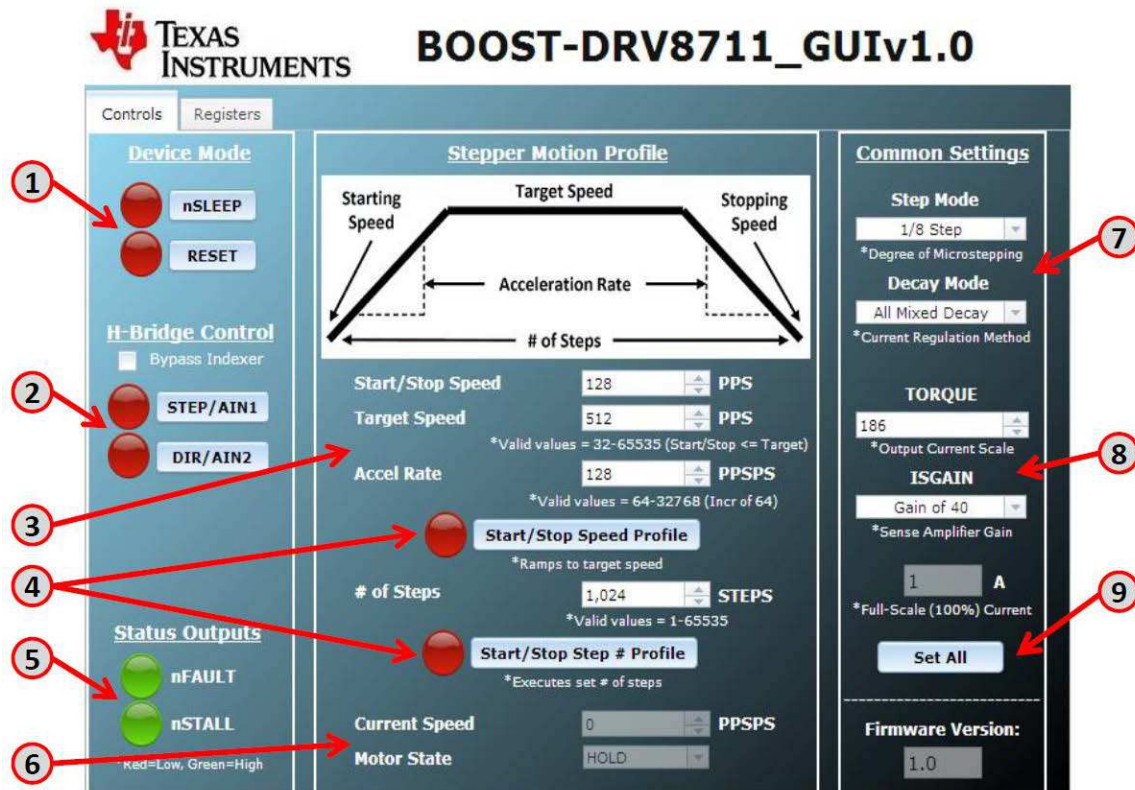 TEXAS
INSTRUMENTS
BOOST-DRV8711_GUIv1.0
Controls
Registers
Device Mode
1
nSLEEP
RESET
H-Bridge Control
Bypass Indexer
2
STEP/AIN1
DIR/AIN2
3
4
Status Outputs
5
nFAULT
nSTALL
*Red=Low, Green=High
6
Stepper Motion Profile
Starting
Speed
Target Speed
Stopping
Speed
Acceleration Rate
# of Steps
Start/Stop Speed 128 PPS
Target Speed 512 PPS
*Valid values = 32-65535 (Start/Stop <= Target)
Accel Rate 128 PPSPS
*Valid values = 64-32768 (Incr of 64)
Start/Stop Speed Profile
*Ramps to target speed
# of Steps 1,024 STEPS
*Valid values = 1-65535
Start/Stop Step # Profile
*Executes set # of steps
Current Speed 0 PPSPS
Motor State HOLD
Common Settings
Step Mode
1/8 Step
*Degree of Microstepping
7
Decay Mode
All Mixed Decay
*Current Regulation Method
TORQUE
186
*Output Current Scale
8
ISGAIN
Gain of 40
*Sense Amplifier Gain
1 A
*Full-Scale (100%) Current
9
Set All
Firmware Version:
1.0